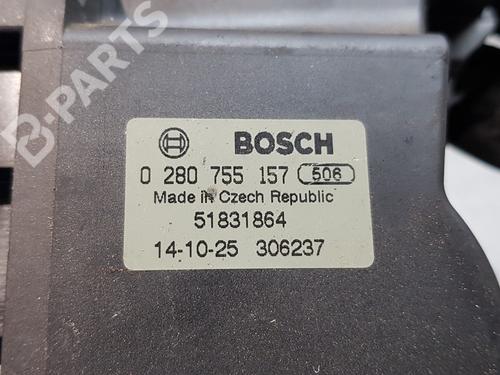 BOSCH
0 280 755 157 506
Made in Czech Republic
51831864
14-10-25 306237
B-PARTS